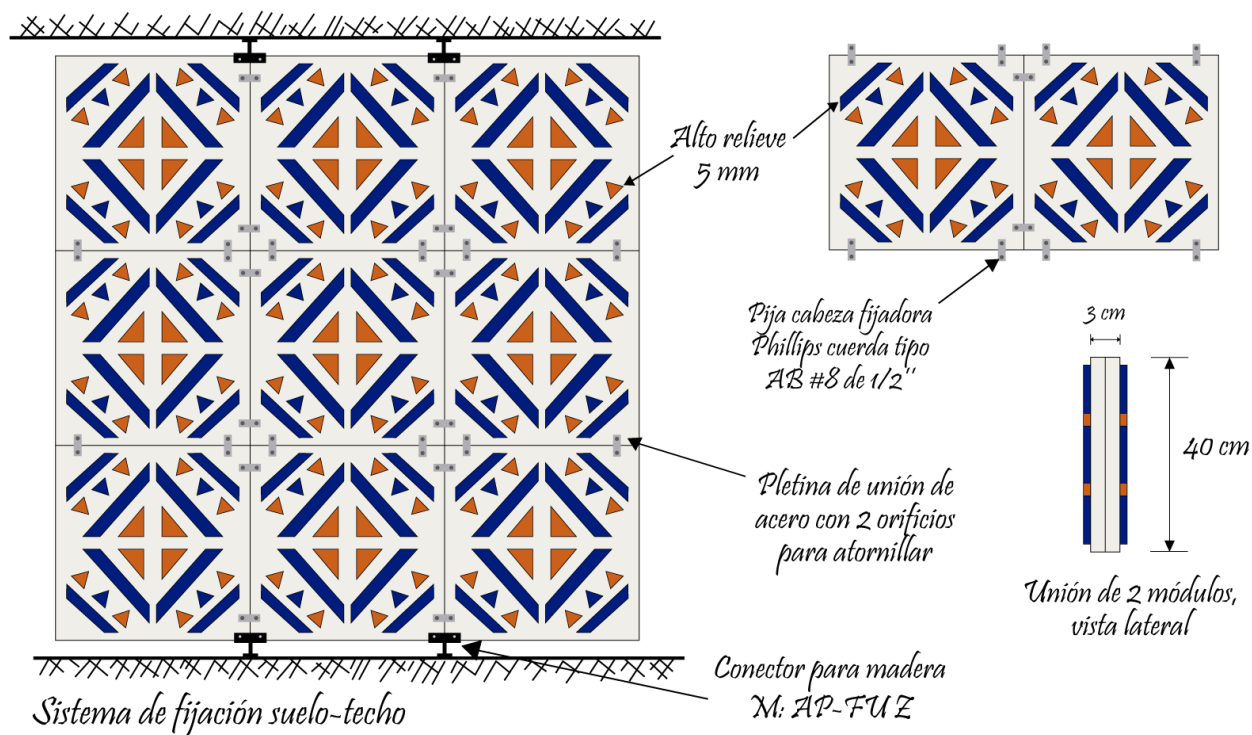 Alto relieve
5 mm
Pija cabeza fijadora
Phillips cuerda tipo
AB #8 de 1/2"
3 cm
40 cm
Pletina de unión de
acero con 2 orificios
para atornillar
Unión de 2 módulos,
vista lateral
Conector para madera
M: AP-FU Z
Sistema de fijación suelo-techo